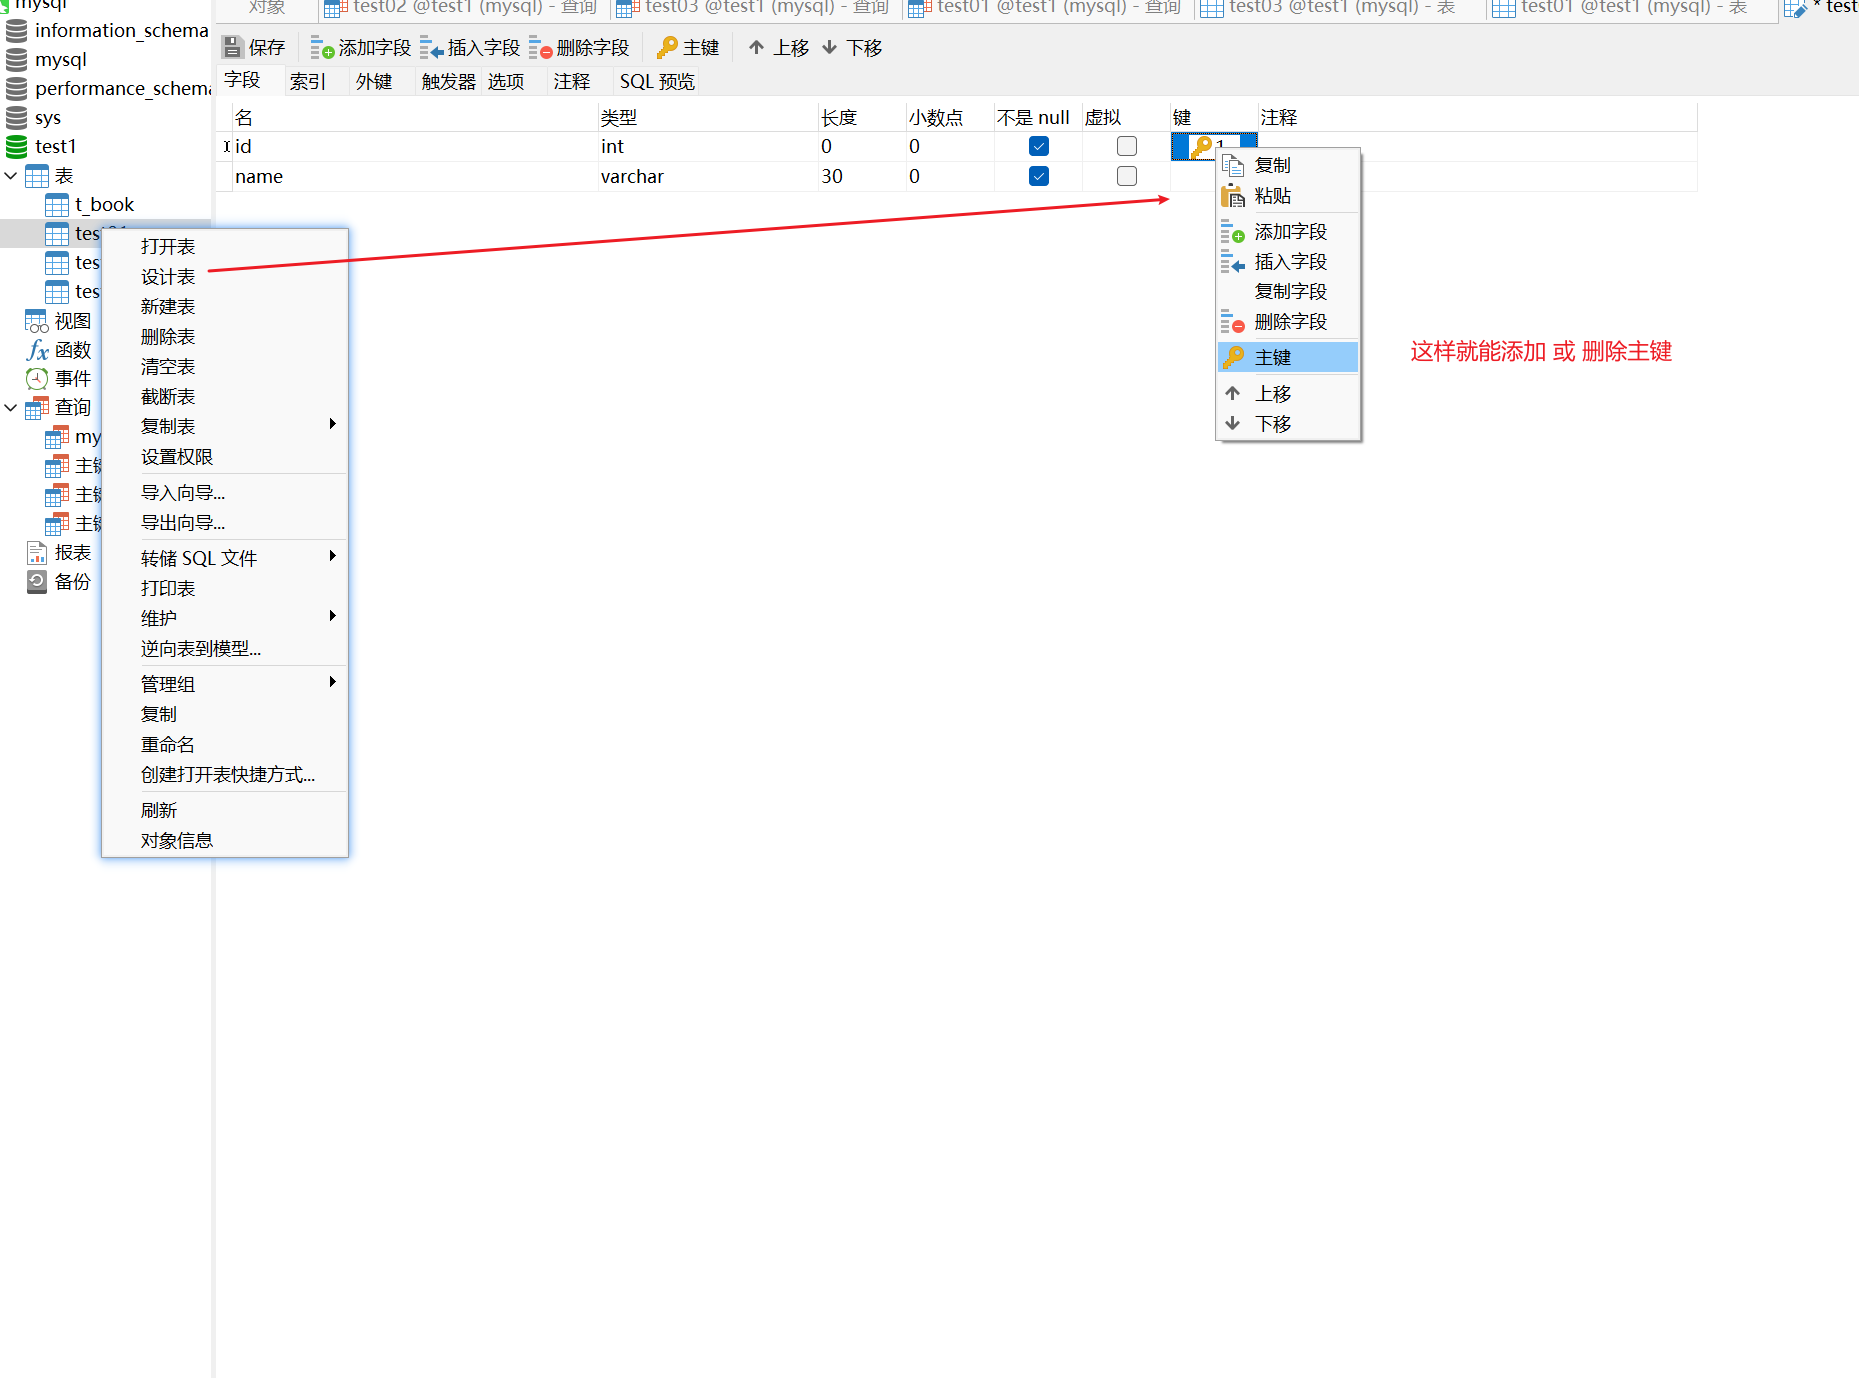 mysql
information_schema
mysql
performance_schema
sys
test1
表
t_book
test01
tes
tes
视图
函数
事件
查询
my
主键
主键
主键
报表
备份
对象
test02 @test1 (mysql) - 查询
test03 @test1 (mysql) - 查询
test01 @test1 (mysql) - 查询
test03 @test1 (mysql) - 表
test01 @test1 (mysql) - 表
* test
保存
添加字段
插入字段
删除字段
主键
上移
下移
字段
索引
外键
触发器
选项
注释
SQL 预览
名 类型 长度 小数点 不是 null 虚拟 键 注释
id int 0 0 1
name varchar 30 0
打开表
设计表
新建表
删除表
清空表
截断表
复制表
设置权限
导入向导...
导出向导...
转储 SQL 文件
打印表
维护
逆向表到模型...
管理组
复制
重命名
创建打开表快捷方式...
刷新
对象信息
复制
粘贴
添加字段
插入字段
复制字段
删除字段
主键
上移
下移
这样就能添加 或 删除主键